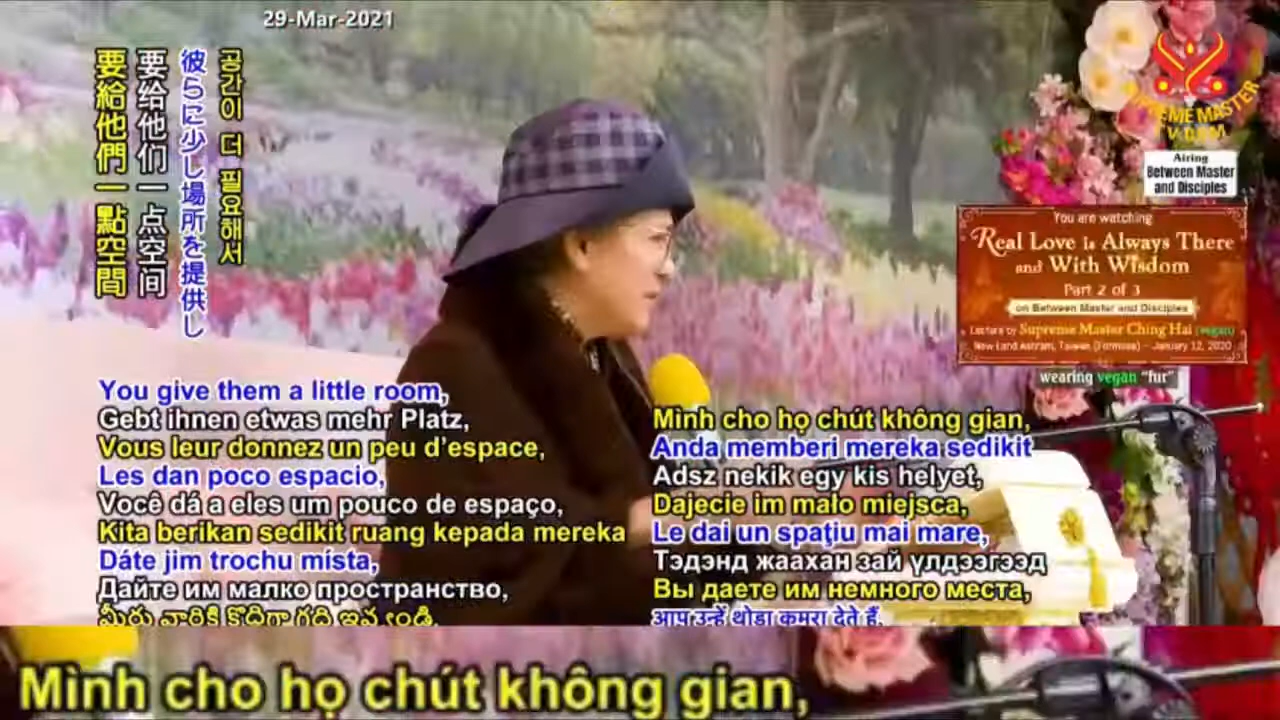 29-Mar-2021
공간이 더 필요해서
彼らに少し場所を提供し
要给他们一点空间
要給他們一點空間
SUPREME MASTER
TV.COM
Airing
Between Master
and Disciples
You are watching
Real Love is Always There
and With Wisdom
Part 2 of 3
on Between Master and Disciples
Lecture by Supreme Master Ching Hai (vegan)
New Land Ashram, Taiwan (Formosa) - January 12, 2020
wearing vegan "fur"
You give them a little room,
Gebt ihnen etwas mehr Platz,
Vous leur donnez un peu d'espace,
Les dan poco espacio,
Você dá a eles um pouco de espaço,
Kita berikan sedikit ruang kepada mereka
Dáte jim trochu místa,
Дайте им малко пространство,
Mình cho họ chút không gian,
Anda memberi mereka sedikit
Adsz nekik egy kis helyet,
Dajecie im mało miejsca,
Le dai un spaţiu mai mare,
Тэдэнд жаахан зай үлдээгээд
Вы даете им немного места,
आप उन्हें थोड़ा कमरा देते हैं,
Mình cho họ chút không gian,